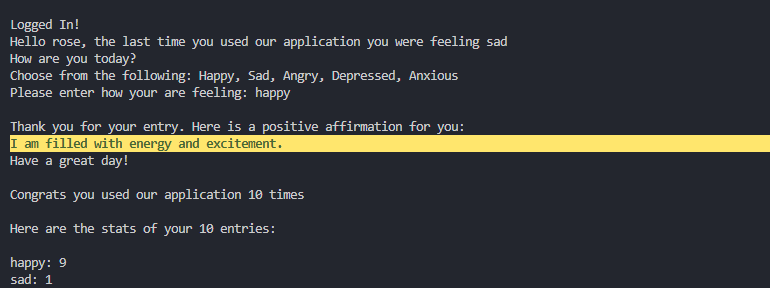 Logged In!
Hello rose, the last time you used our application you were feeling sad
How are you today?
Choose from the following: Happy, Sad, Angry, Depressed, Anxious
Please enter how your are feeling: happy
Thank you for your entry. Here is a positive affirmation for you:
I am filled with energy and excitement.
Have a great day!
Congrats you used our application 10 times
Here are the stats of your 10 entries:
happy: 9
sad: 1